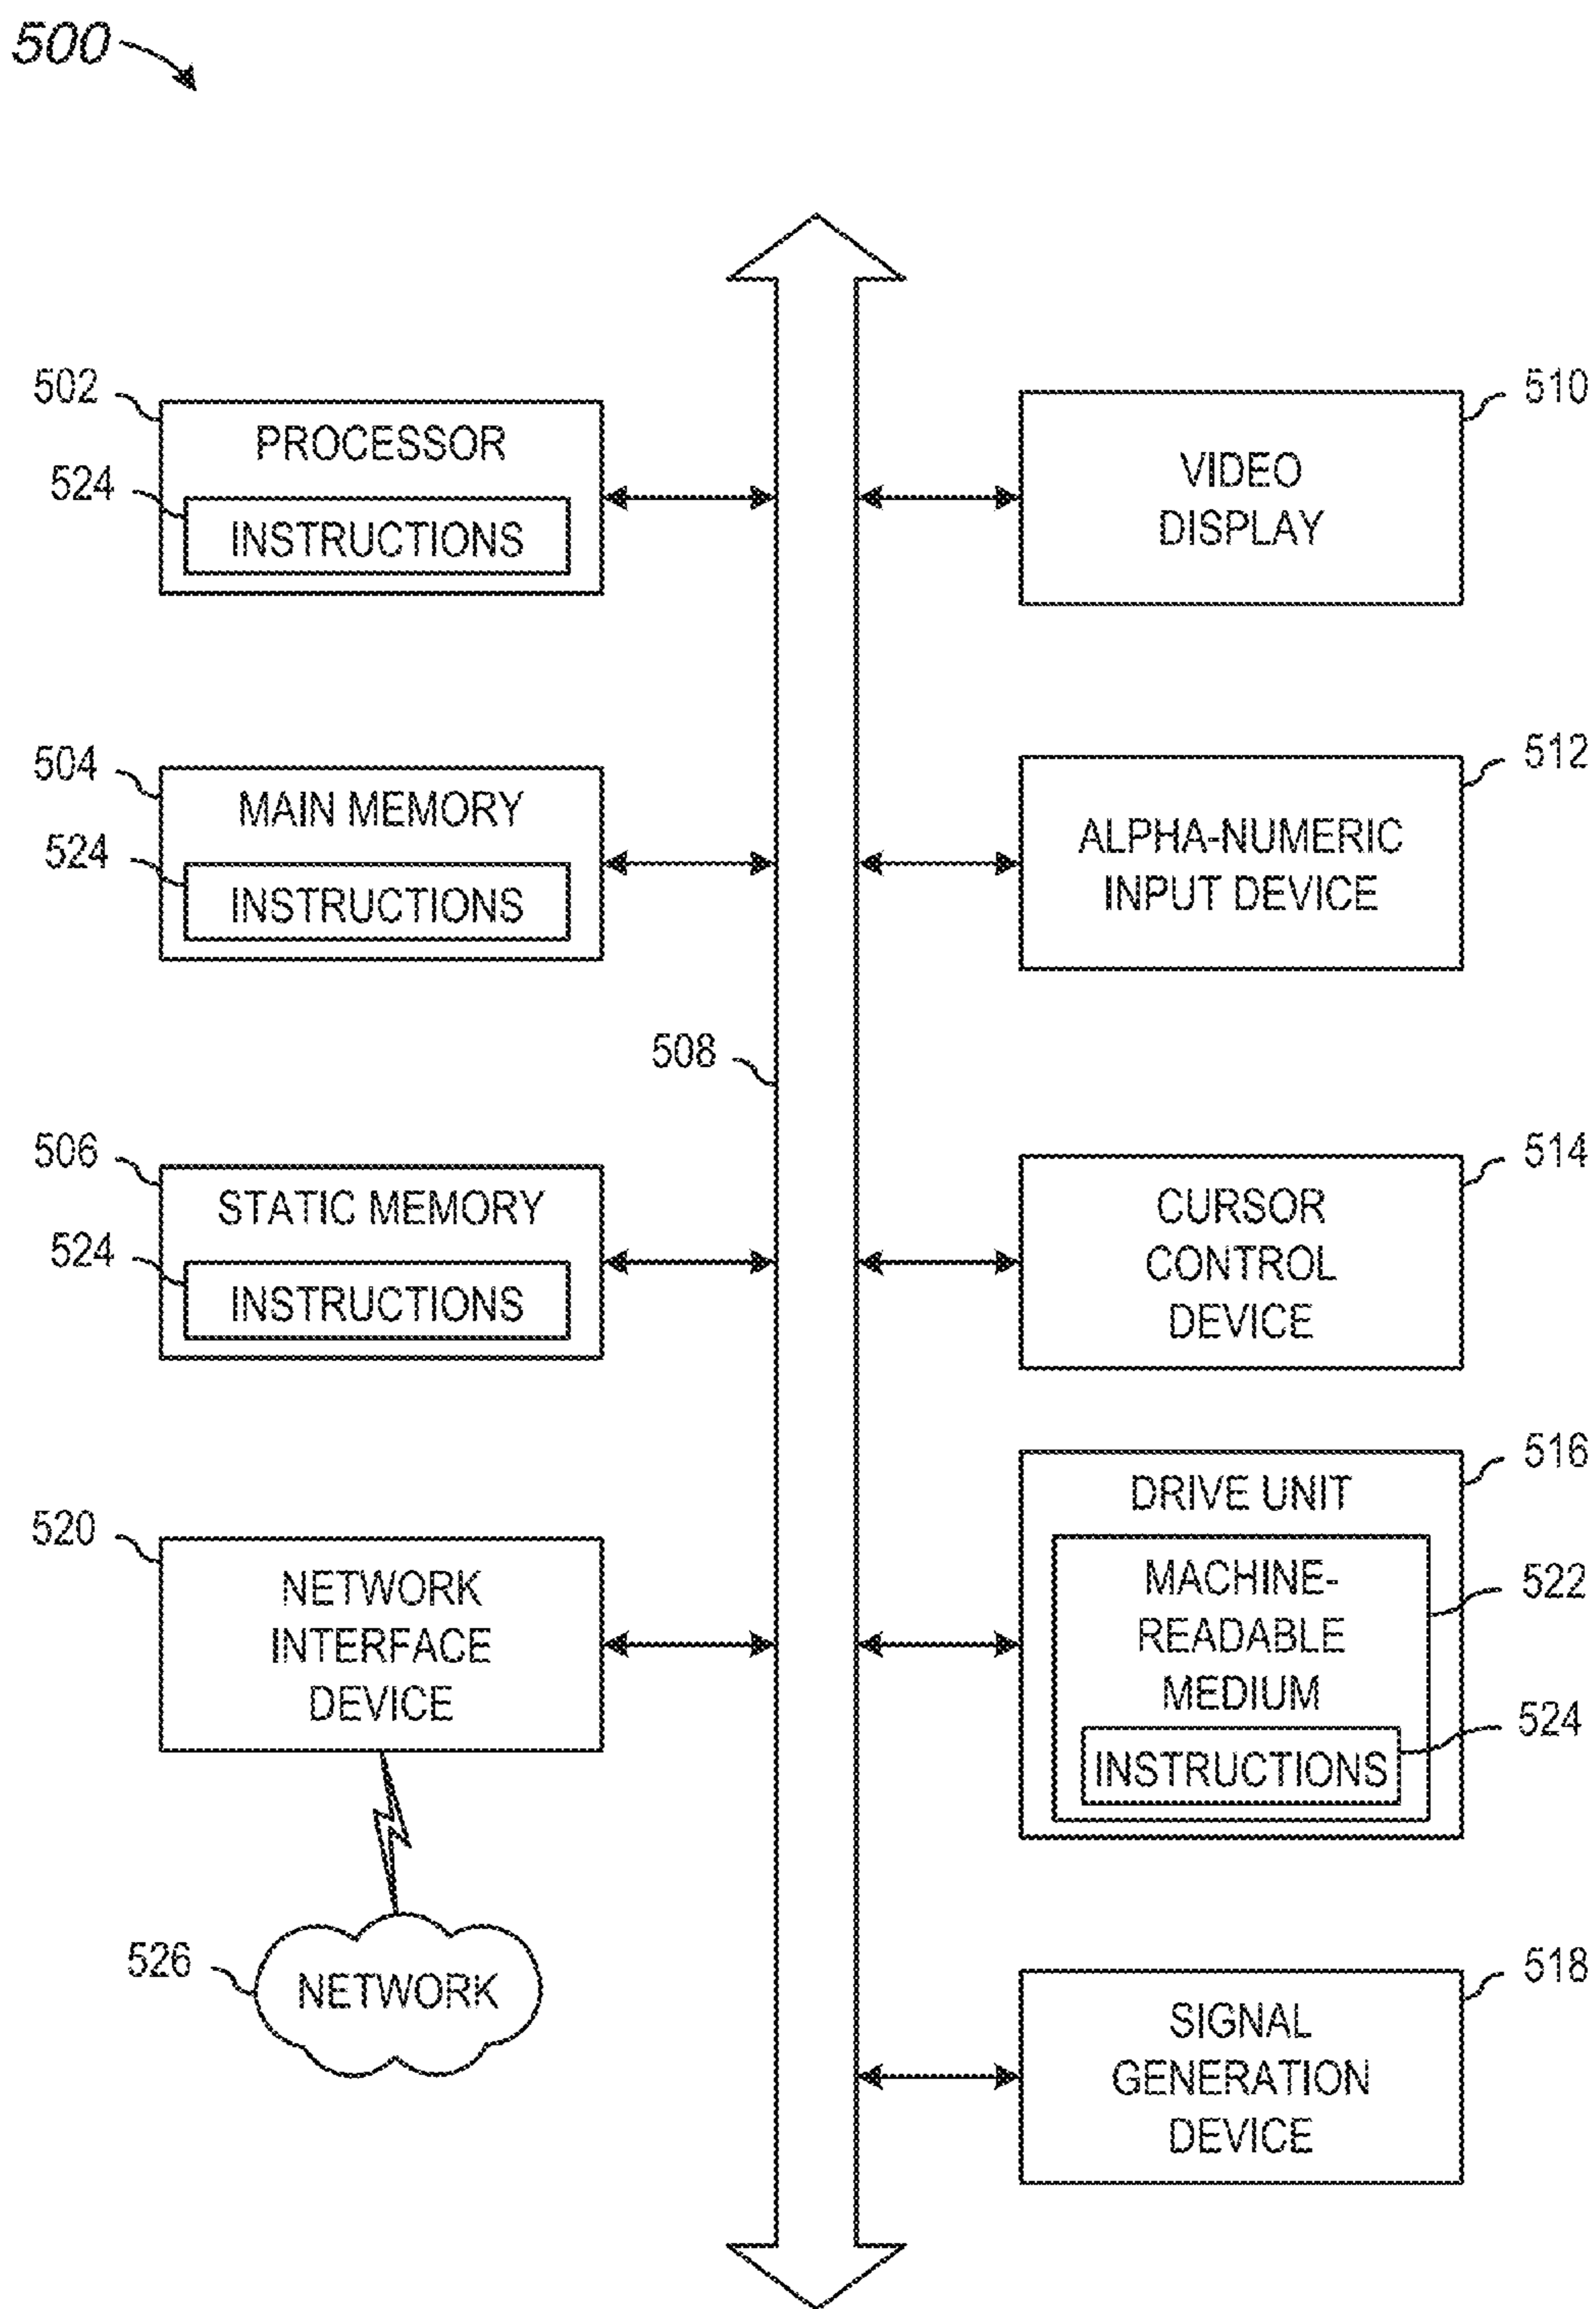 500
502
PROCESSOR
524
INSTRUCTIONS
504
MAIN MEMORY
524
INSTRUCTIONS
508
506
STATIC MEMORY
524
INSTRUCTIONS
520
NETWORK
INTERFACE
DEVICE
526
NETWORK
510
VIDEO
DISPLAY
512
ALPHA-NUMERIC
INPUT DEVICE
514
CURSOR
CONTROL
DEVICE
516
DRIVE UNIT
522
MACHINE-
READABLE
MEDIUM
524
INSTRUCTIONS
518
SIGNAL
GENERATION
DEVICE